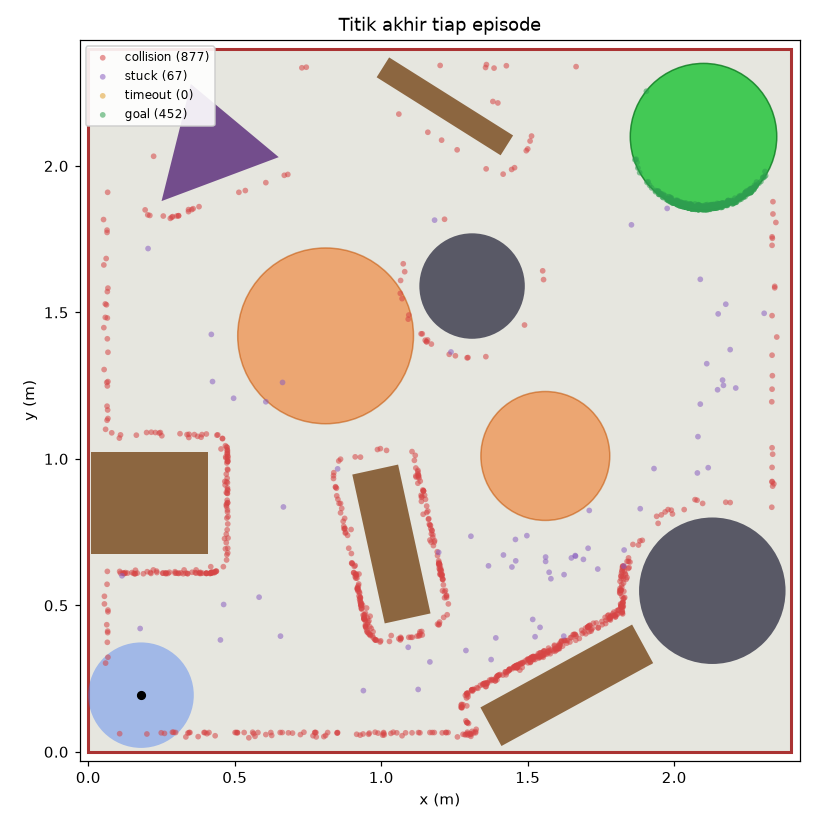 Titik akhir tiap episode
collision (877)
stuck (67)
timeout (0)
goal (452)
y (m)
2.0
1.5
1.0
0.5
0.0
0.0 0.5 1.0 1.5 2.0
x (m)